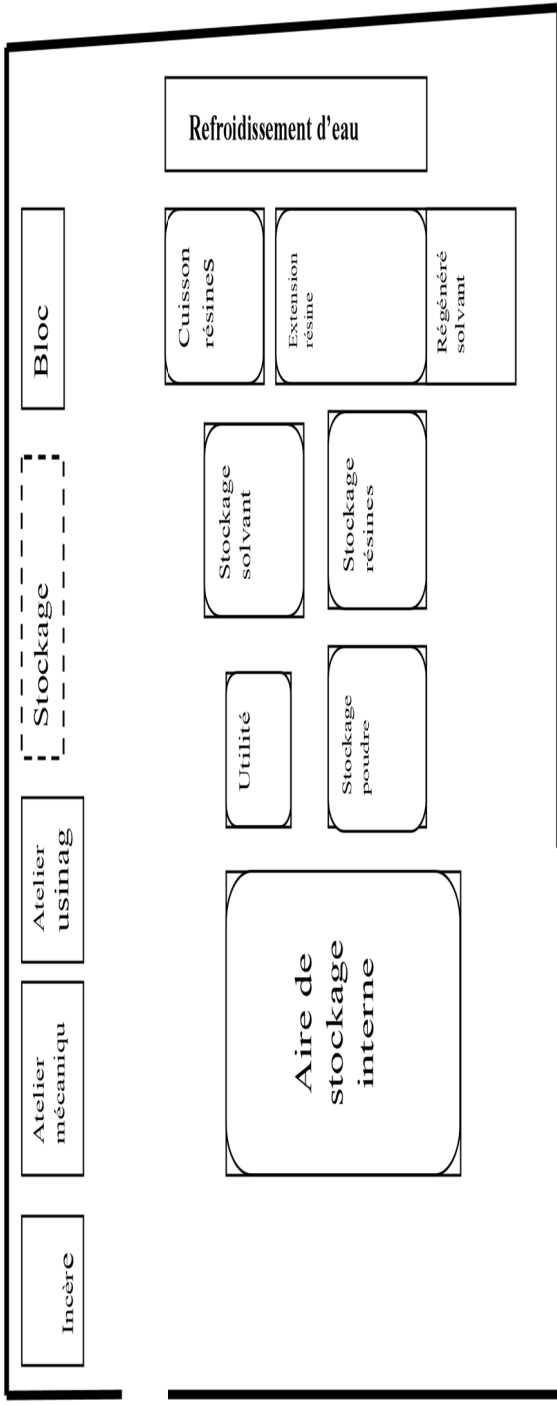 Refroidissement d’eau
Bloc
Cuisson
résines
Extension
résine
Régénéré
solvant
Stockage
Stockage
solvant
Stockage
résines
Utilité
Stockage
poudre
Atelier
usinag
Atelier
mécaniqu
Aire de
stockage
interne
Incère